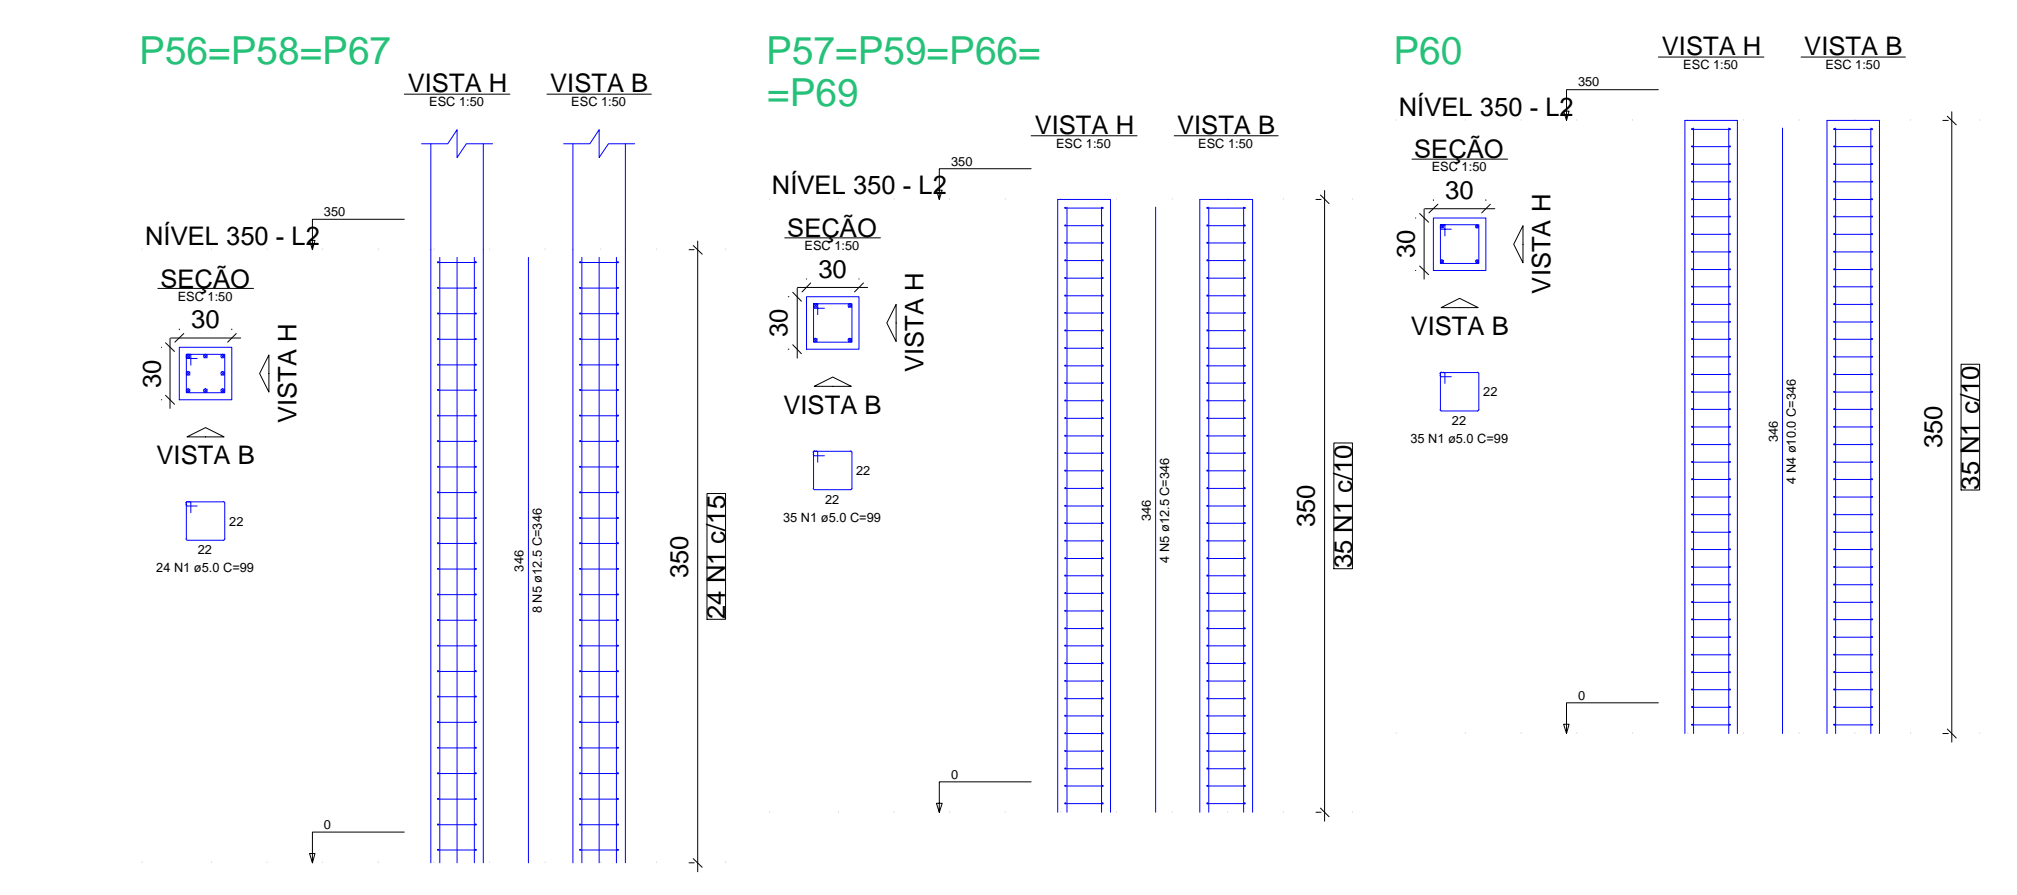 P56=P58=P67
VISTA H
ESC 1:50
VISTA B
ESC 1:50
350
NÍVEL 350 - L2
SEÇÃO
ESC 1:50
30
30
VISTA H
VISTA B
22
22
24 N1 ø5.0 C=99
346
8 N5 ø12.5 C=346
350
24 N1 c/15
0
P57=P59=P66=
=P69
VISTA H
ESC 1:50
VISTA B
ESC 1:50
350
NÍVEL 350 - L2
SEÇÃO
ESC 1:50
30
30
VISTA H
VISTA B
22
22
35 N1 ø5.0 C=99
346
4 N5 ø12.5 C=346
350
35 N1 c/10
0
P60
VISTA H
ESC 1:50
VISTA B
ESC 1:50
350
NÍVEL 350 - L2
SEÇÃO
ESC 1:50
30
30
VISTA H
VISTA B
22
22
35 N1 ø5.0 C=99
346
4 N4 ø10.0 C=346
350
35 N1 c/10
0